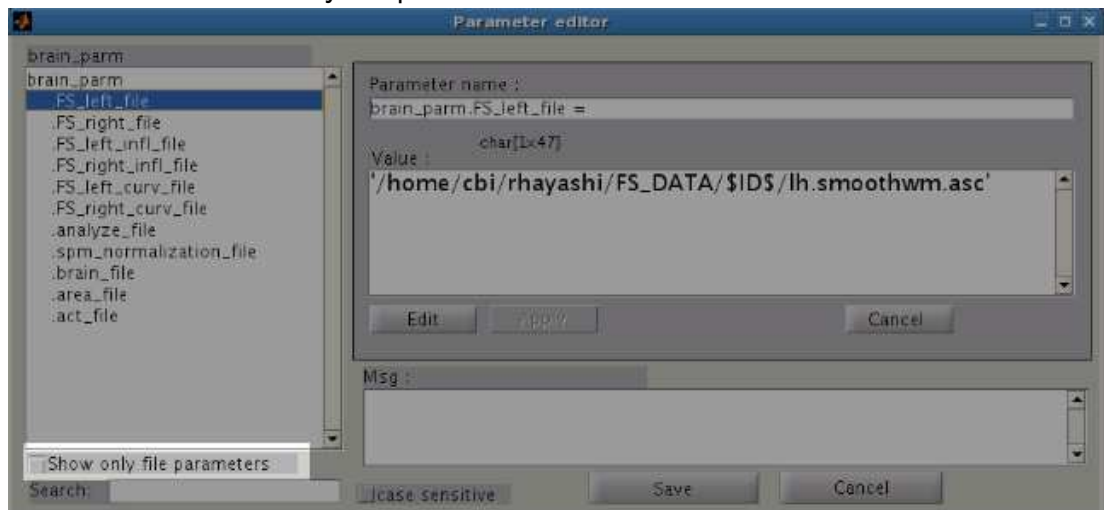 Parameter editor
brain_parm
brain_parm
.FS_left_file
.FS_right_file
.FS_left_infl_file
.FS_right_infl_file
.FS_left_curv_file
.FS_right_curv_file
.analyze_file
.spm_normalization_file
.brain_file
.area_file
.act_file
Show only file parameters
Search:
Parameter name :
brain_parm.FS_left_file =
char[1x47]
Value :
'/home/cbi/rhayashi/FS_DATA/$ID$/lh.smoothwm.asc'
Edit Apply Cancel
Msg :
case sensitive Save Cancel